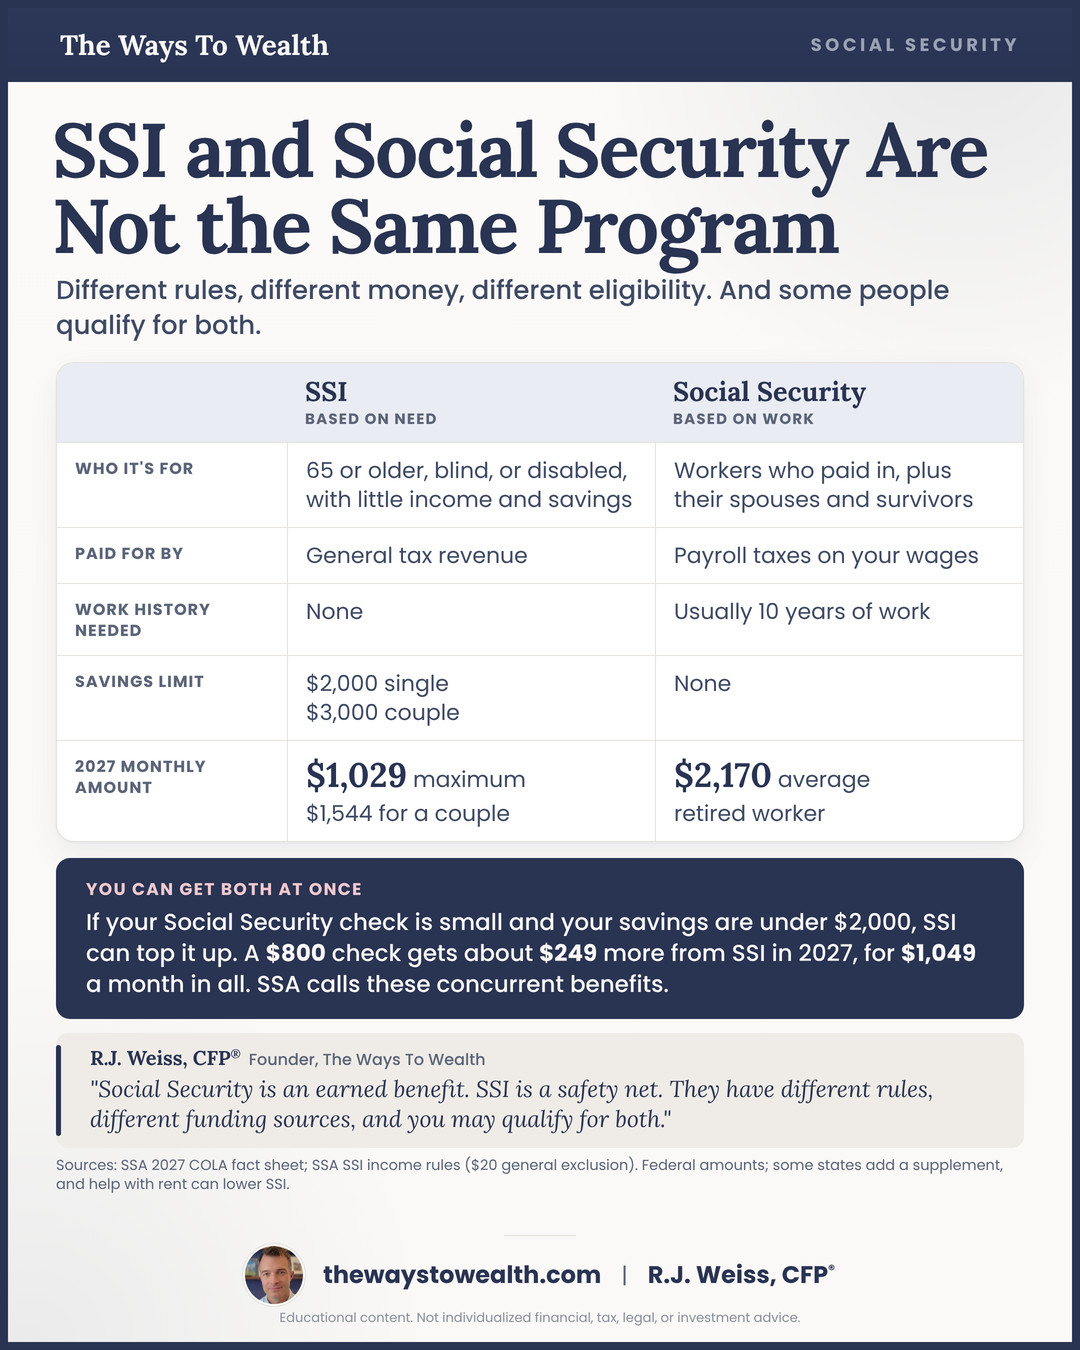 The Ways To Wealth
SOCIAL SECURITY
SSI and Social Security Are
Not the Same Program
Different rules, different money, different eligibility. And some people
qualify for both.
SSI
BASED ON NEED
Social Security
BASED ON WORK
WHO IT'S FOR
65 or older, blind, or disabled,
with little income and savings
Workers who paid in, plus
their spouses and survivors
PAID FOR BY
General tax revenue
Payroll taxes on your wages
WORK HISTORY
NEEDED
None
Usually 10 years of work
SAVINGS LIMIT
$2,000 single
$3,000 couple
None
2027 MONTHLY
AMOUNT
$1,029 maximum
$1,544 for a couple
$2,170 average
retired worker
YOU CAN GET BOTH AT ONCE
If your Social Security check is small and your savings are under $2,000, SSI
can top it up. A $800 check gets about $249 more from SSI in 2027, for $1,049
a month in all. SSA calls these concurrent benefits.
R.J. Weiss, CFP® Founder, The Ways To Wealth
"Social Security is an earned benefit. SSI is a safety net. They have different rules,
different funding sources, and you may qualify for both."
Sources: SSA 2027 COLA fact sheet; SSA SSI income rules ($20 general exclusion). Federal amounts; some states add a supplement,
and help with rent can lower SSI.
thewaystowealth.com | R.J. Weiss, CFP®
Educational content. Not individualized financial, tax, legal, or investment advice.